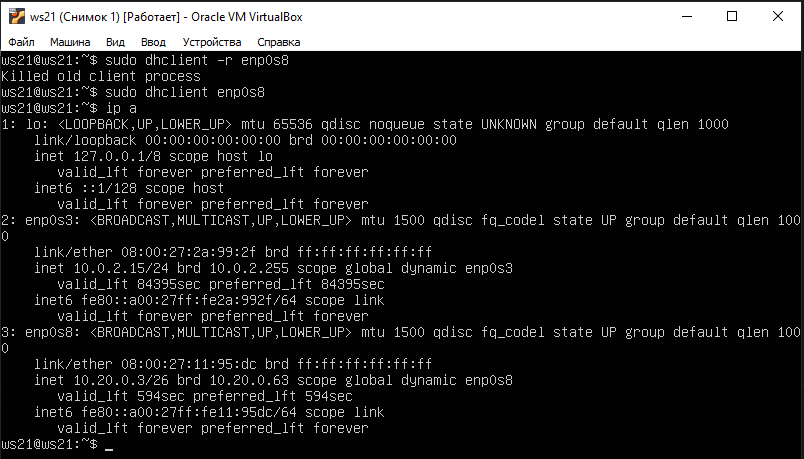 ws21 (Снимок 1) [Работает] - Oracle VM VirtualBox
Файл Машина Вид Ввод Устройства Справка
ws21@ws21:~$ sudo dhclient -r enp0s8
Killed old client process
ws21@ws21:~$ sudo dhclient enp0s8
ws21@ws21:~$ ip a
1: lo: <LOOPBACK,UP,LOWER_UP> mtu 65536 qdisc noqueue state UNKNOWN group default qlen 1000
    link/loopback 00:00:00:00:00:00 brd 00:00:00:00:00:00
    inet 127.0.0.1/8 scope host lo
       valid_lft forever preferred_lft forever
    inet6 ::1/128 scope host
       valid_lft forever preferred_lft forever
2: enp0s3: <BROADCAST,MULTICAST,UP,LOWER_UP> mtu 1500 qdisc fq_codel state UP group default qlen 100
0
    link/ether 08:00:27:2a:99:2f brd ff:ff:ff:ff:ff:ff
    inet 10.0.2.15/24 brd 10.0.2.255 scope global dynamic enp0s3
       valid_lft 84395sec preferred_lft 84395sec
    inet6 fe80::a00:27ff:fe2a:992f/64 scope link
       valid_lft forever preferred_lft forever
3: enp0s8: <BROADCAST,MULTICAST,UP,LOWER_UP> mtu 1500 qdisc fq_codel state UP group default qlen 100
0
    link/ether 08:00:27:11:95:dc brd ff:ff:ff:ff:ff:ff
    inet 10.20.0.3/26 brd 10.20.0.63 scope global dynamic enp0s8
       valid_lft 594sec preferred_lft 594sec
    inet6 fe80::a00:27ff:fe11:95dc/64 scope link
       valid_lft forever preferred_lft forever
ws21@ws21:~$ _